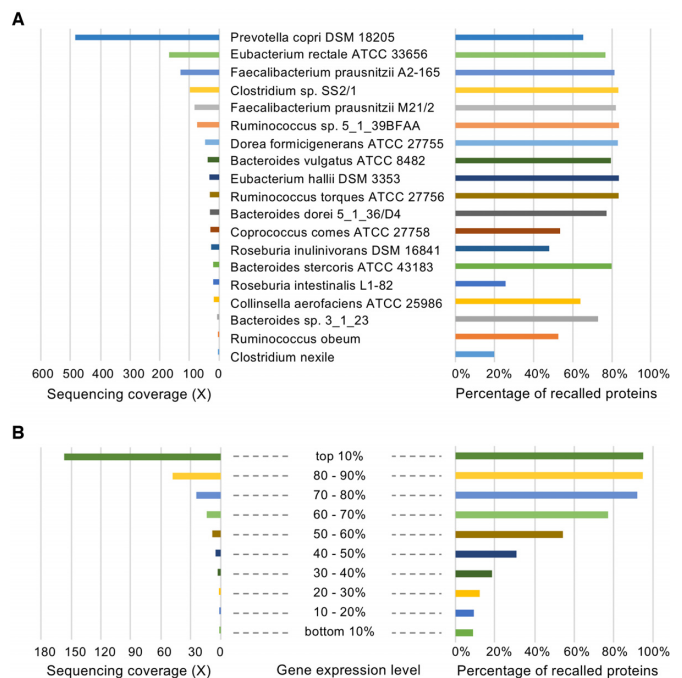 A
Prevotella copri DSM 18205
Eubacterium rectale ATCC 33656
Faecalibacterium prausnitzii A2-165
Clostridium sp. SS2/1
Faecalibacterium prausnitzii M21/2
Ruminococcus sp. 5_1_39BFAA
Dorea formicigenerans ATCC 27755
Bacteroides vulgatus ATCC 8482
Eubacterium hallii DSM 3353
Ruminococcus torques ATCC 27756
Bacteroides dorei 5_1_36/D4
Coprococcus comes ATCC 27758
Roseburia inulinivorans DSM 16841
Bacteroides stercoris ATCC 43183
Roseburia intestinalis L1-82
Collinsella aerofaciens ATCC 25986
Bacteroides sp. 3_1_23
Ruminococcus obeum
Clostridium nexile
600 500 400 300 200 100 0 0% 20% 40% 60% 80% 100%
Sequencing coverage (X) Percentage of recalled proteins
B
top 10%
80 - 90%
70 - 80%
60 - 70%
50 - 60%
40 - 50%
30 - 40%
20 - 30%
10 - 20%
bottom 10%
180 150 120 90 60 30 0 0% 20% 40% 60% 80% 100%
Sequencing coverage (X) Gene expression level Percentage of recalled proteins